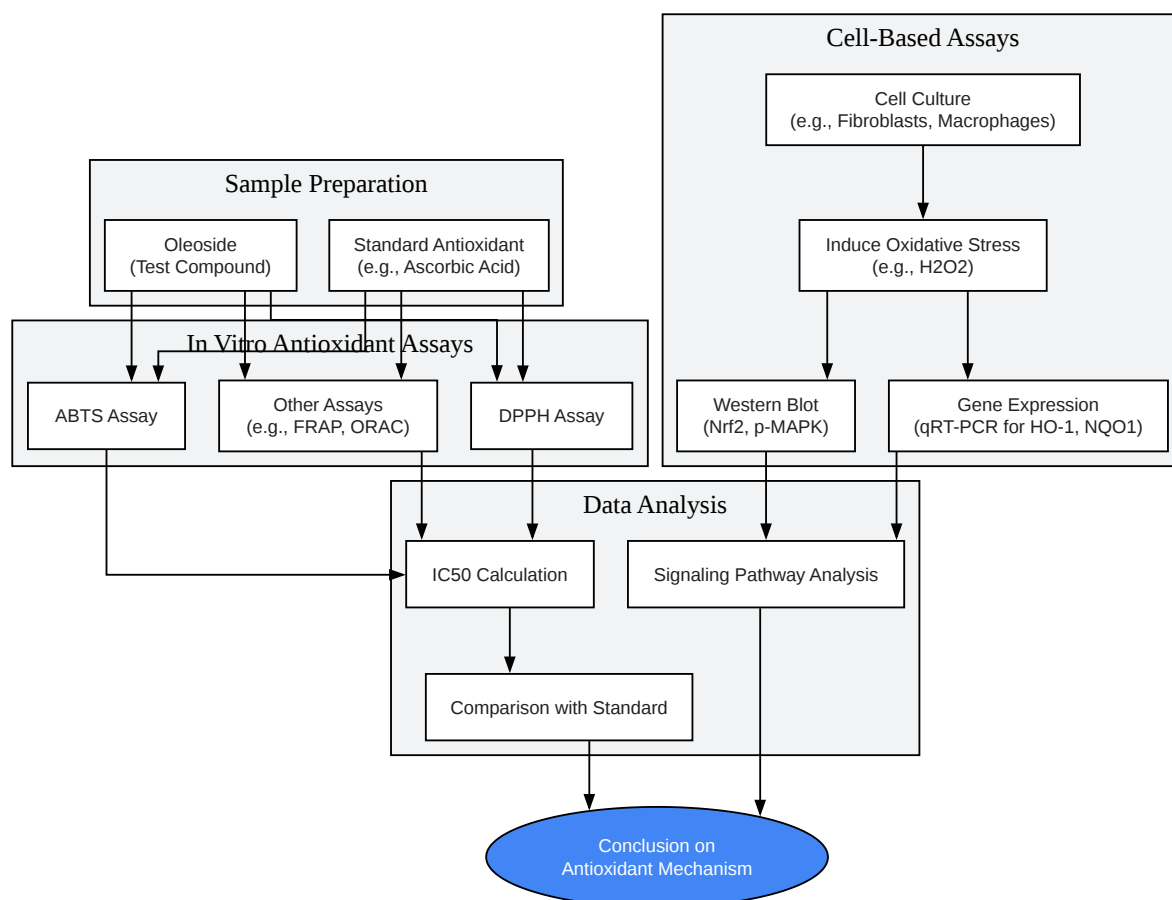 Cell-Based Assays
Cell Culture
(e.g., Fibroblasts, Macrophages)
Sample Preparation
Oleoside
(Test Compound)
Standard Antioxidant
(e.g., Ascorbic Acid)
Induce Oxidative Stress
(e.g., H2O2)
In Vitro Antioxidant Assays
ABTS Assay
Other Assays
(e.g., FRAP, ORAC)
DPPH Assay
Western Blot
(Nrf2, p-MAPK)
Gene Expression
(qRT-PCR for HO-1, NQO1)
Data Analysis
IC50 Calculation
Signaling Pathway Analysis
Comparison with Standard
Conclusion on
Antioxidant Mechanism